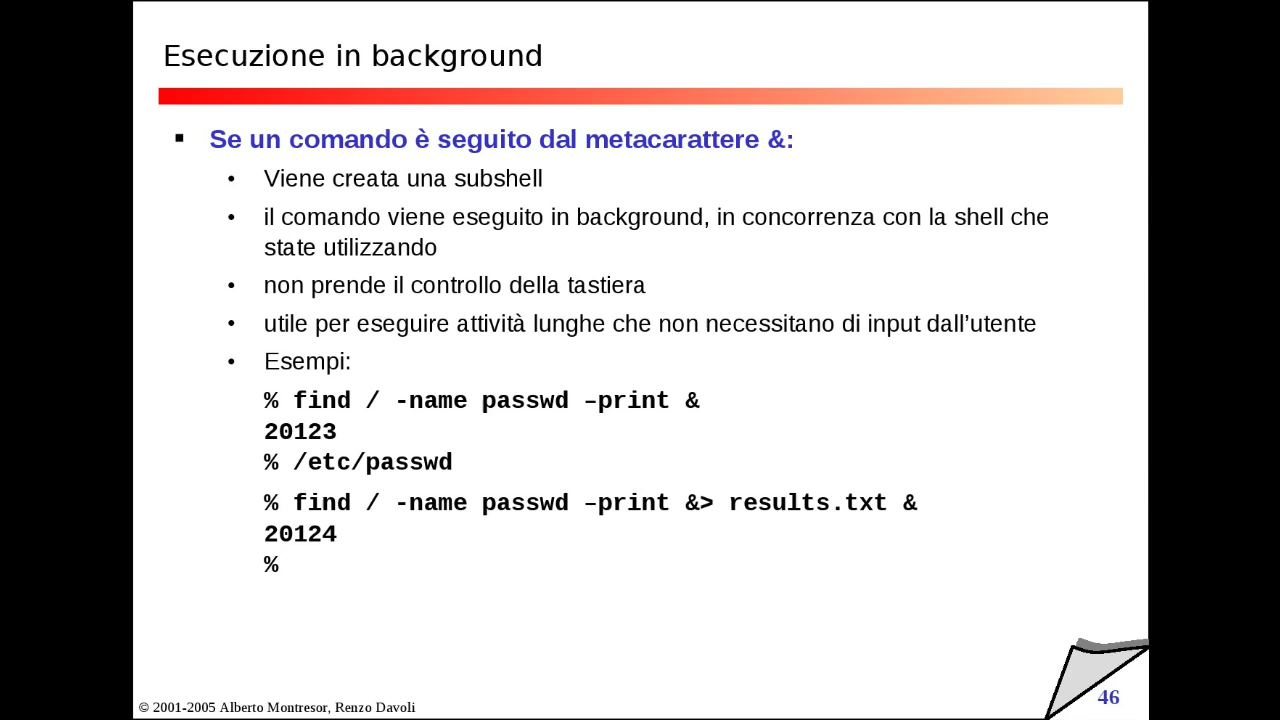 Esecuzione in background
▪ Se un comando è seguito dal metacarattere &:
• Viene creata una subshell
• il comando viene eseguito in background, in concorrenza con la shell che
state utilizzando
• non prende il controllo della tastiera
• utile per eseguire attività lunghe che non necessitano di input dall’utente
• Esempi:
% find / -name passwd –print &
20123
% /etc/passwd
% find / -name passwd –print &> results.txt &
20124
%
© 2001-2005 Alberto Montresor, Renzo Davoli
46